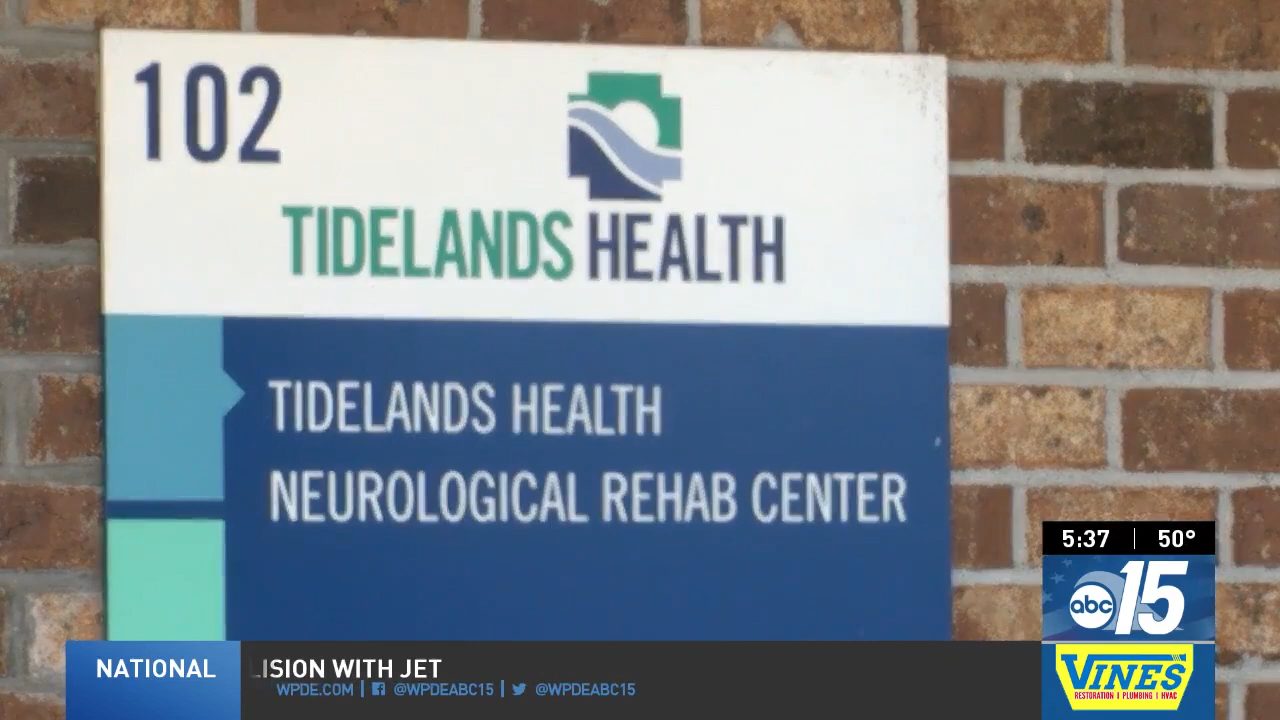 102
TIDELANDS HEALTH
TIDELANDS HEALTH
NEUROLOGICAL REHAB CENTER
5:37 | 50°
abc 15
NATIONAL
LISION WITH JET
WPDE.COM | @WPDEABC15 | @WPDEABC15
VINES
RESTORATION | PLUMBING | HVAC